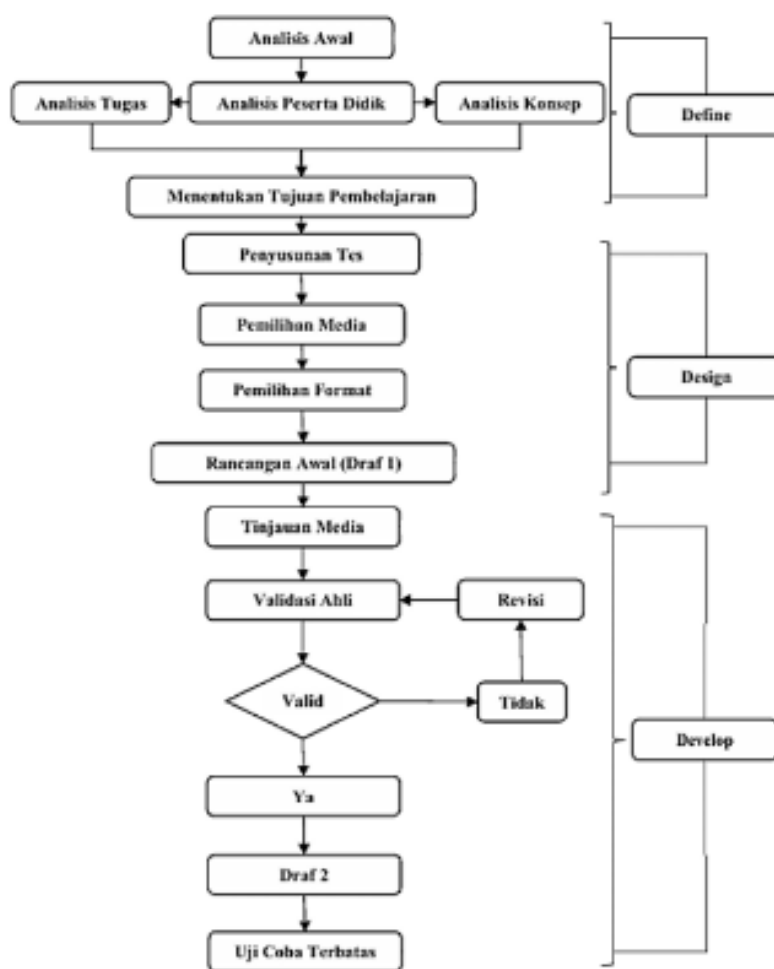 Analisis Awal
Analisis Tugas
Analisis Peserta Didik
Analisis Konsep
Define
Menentukan Tujuan Pembelajaran
Penyusunan Tes
Pemilihan Media
Pemilihan Format
Design
Rancangan Awal (Draf 1)
Tinjauan Media
Validasi Ahli
Revisi
Valid
Tidak
Develop
Ya
Draf 2
Uji Coba Terbatas